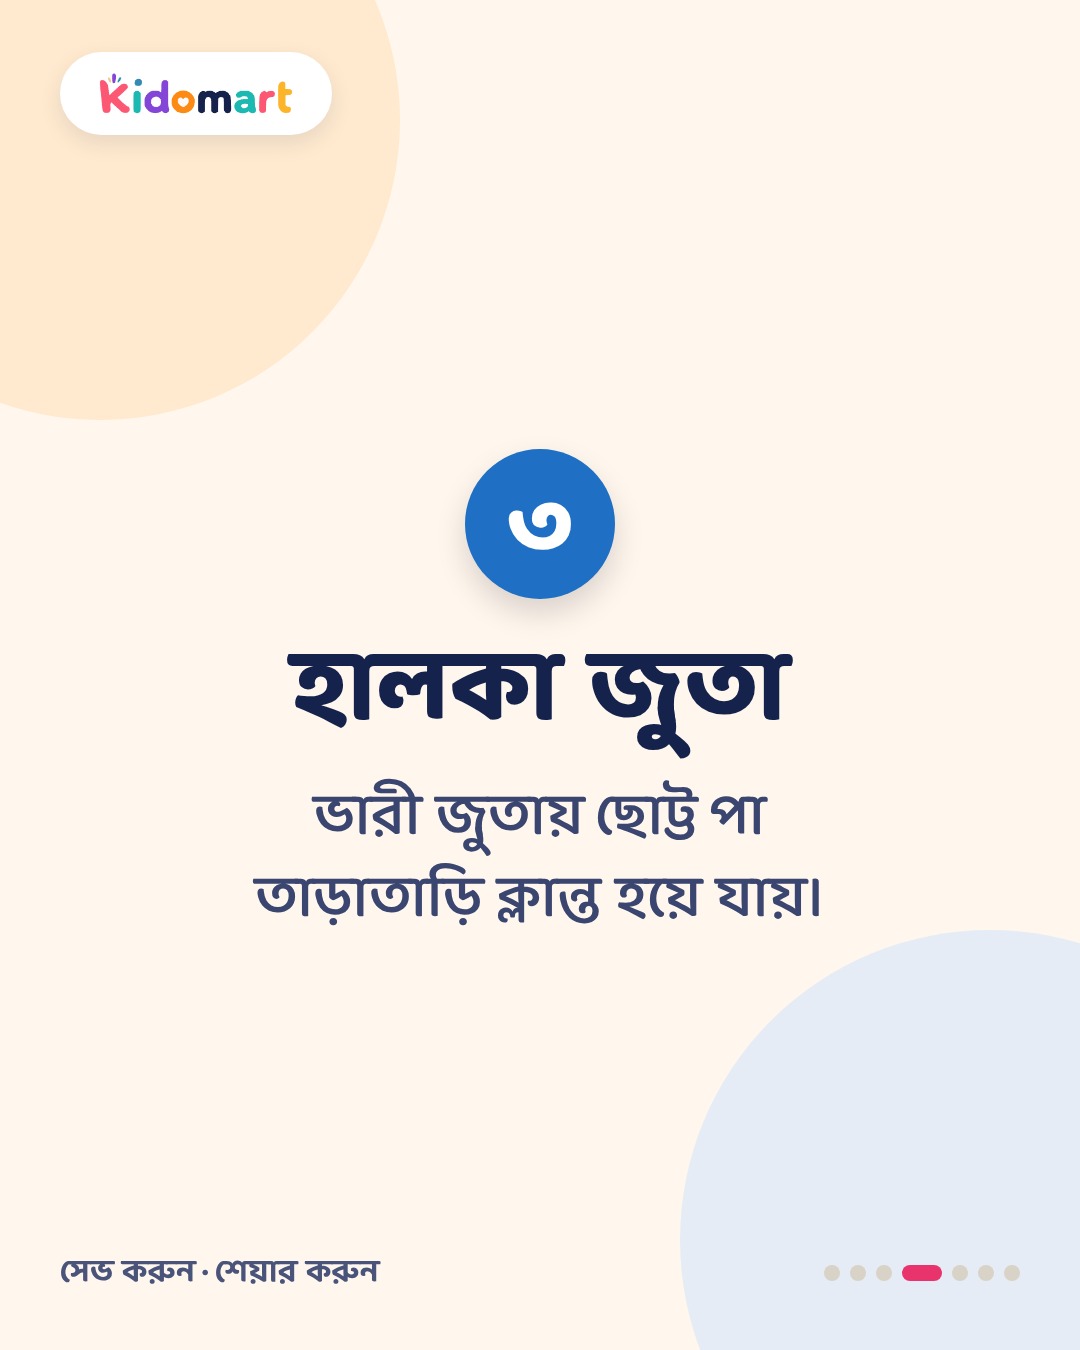 Kidomart
৩
হালকা জুতা
ভারী জুতায় ছোট্ট পা
তাড়াতাড়ি ক্লান্ত হয়ে যায়।
সেভ করুন · শেয়ার করুন